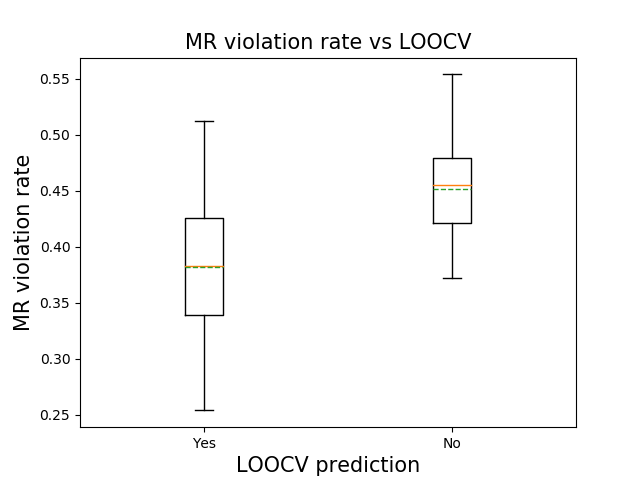 MR violation rate vs LOOCV
0.55
0.50
0.45
0.40
0.35
0.30
0.25
MR violation rate
Yes No
LOOCV prediction